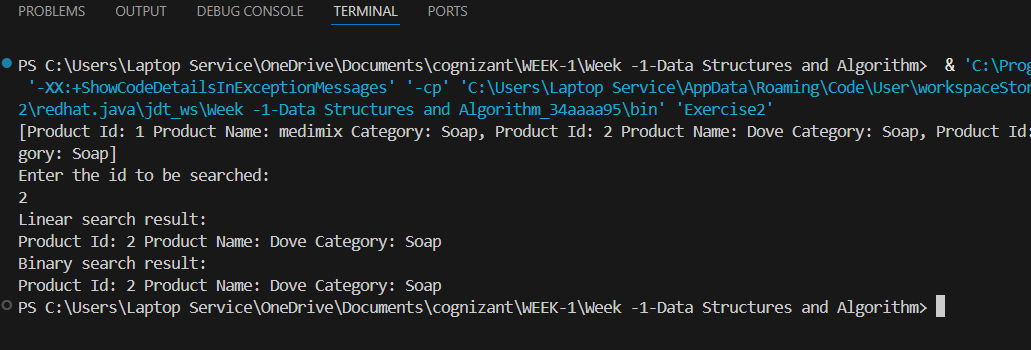 PROBLEMS OUTPUT DEBUG CONSOLE TERMINAL PORTS
PS C:\Users\Laptop Service\OneDrive\Documents\cognizant\WEEK-1\Week -1-Data Structures and Algorithm> & 'C:\Prog
'-XX:+ShowCodeDetailsInExceptionMessages' '-cp' 'C:\Users\Laptop Service\AppData\Roaming\Code\User\workspaceStor
2\redhat.java\jdt_ws\Week -1-Data Structures and Algorithm_34aaaa95\bin' 'Exercise2'
[Product Id: 1 Product Name: medimix Category: Soap, Product Id: 2 Product Name: Dove Category: Soap, Product Id:
gory: Soap]
Enter the id to be searched:
2
Linear search result:
Product Id: 2 Product Name: Dove Category: Soap
Binary search result:
Product Id: 2 Product Name: Dove Category: Soap
PS C:\Users\Laptop Service\OneDrive\Documents\cognizant\WEEK-1\Week -1-Data Structures and Algorithm>